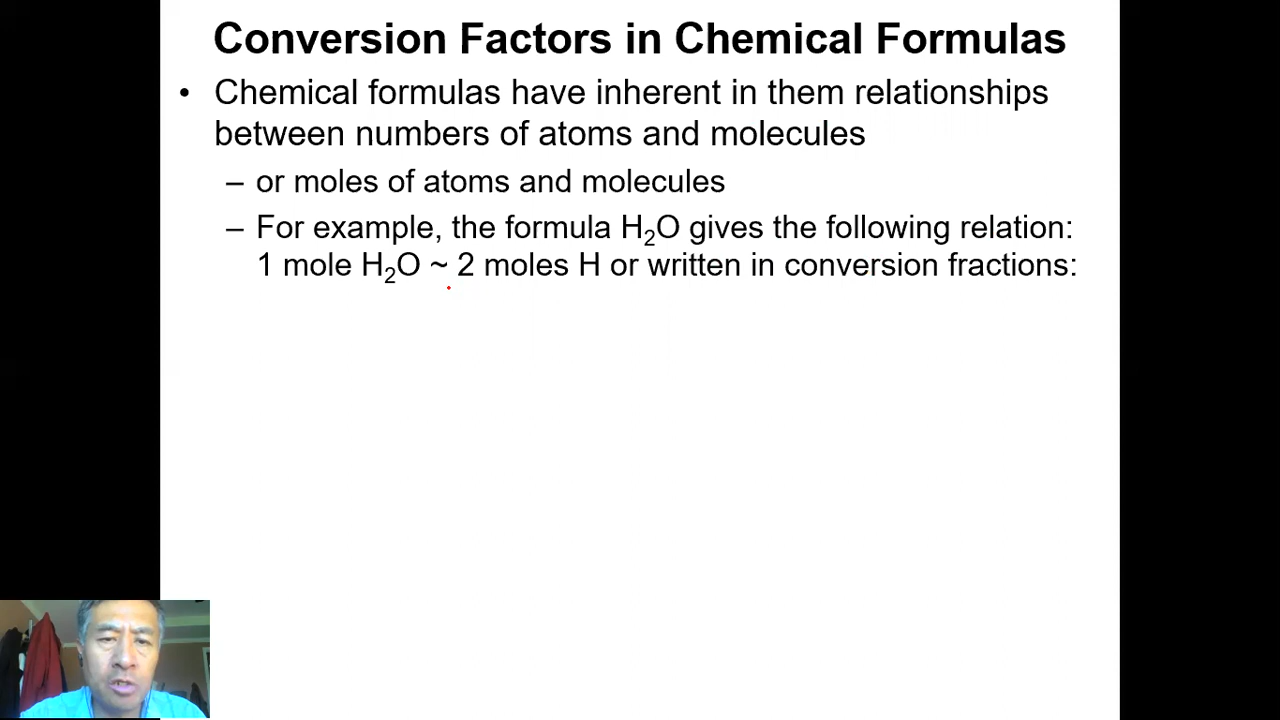 Conversion Factors in Chemical Formulas
• Chemical formulas have inherent in them relationships
between numbers of atoms and molecules
– or moles of atoms and molecules
– For example, the formula H₂O gives the following relation:
1 mole H₂O ~ 2 moles H or written in conversion fractions: